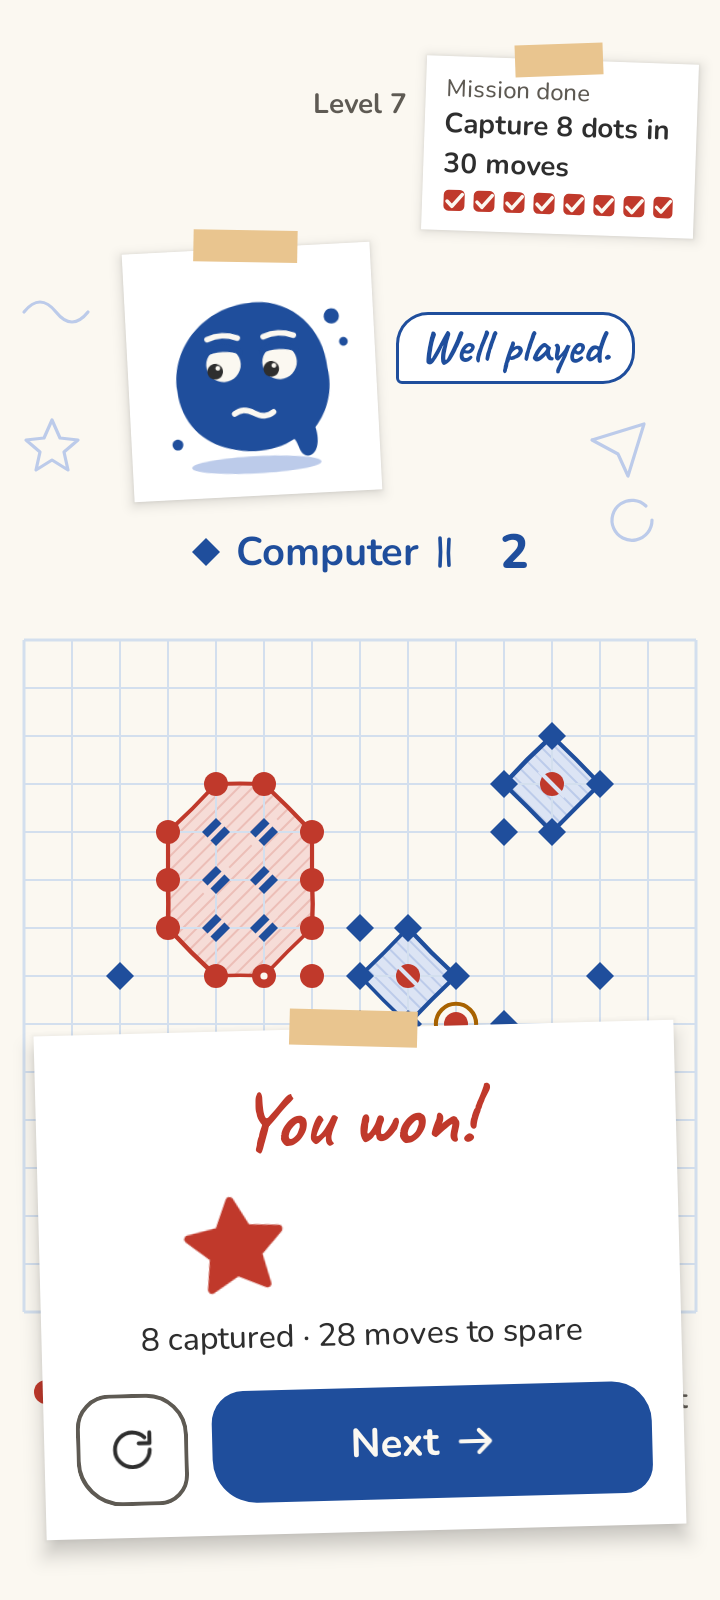 Level 7
Mission done
Capture 8 dots in
30 moves
Well played.
Computer 2
You won!
8 captured · 28 moves to spare
Next →